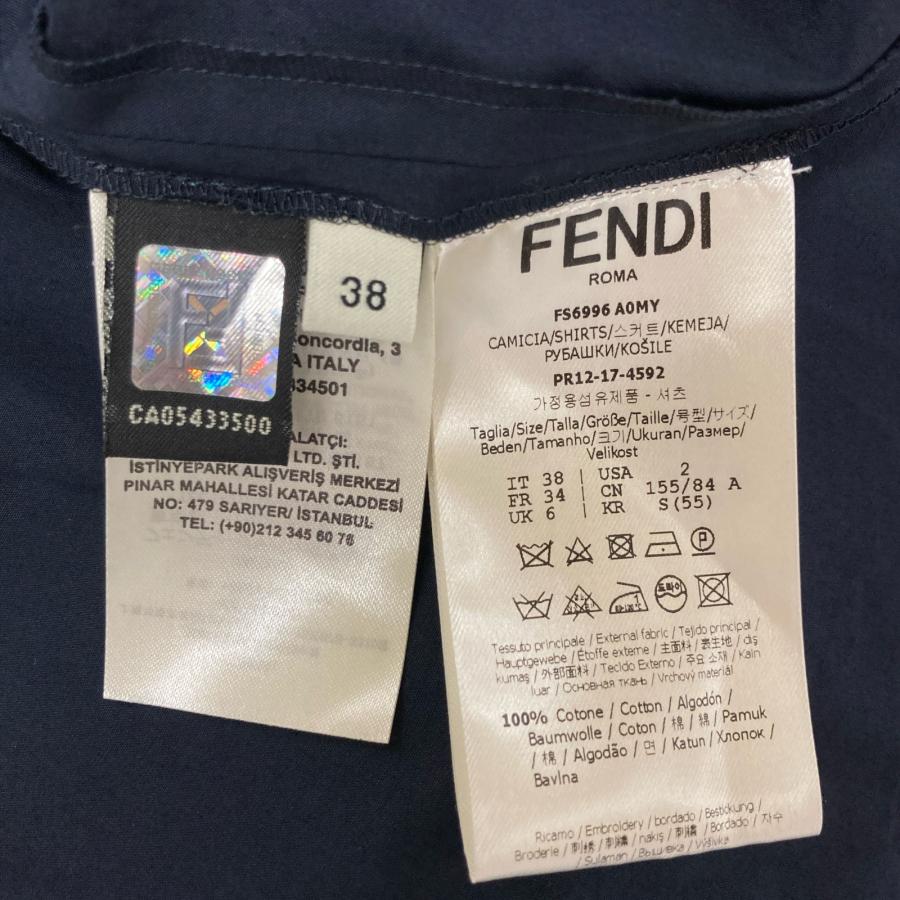 CA05433500
38
oncordia, 3
A ITALY
434501
ALATÇI:
LTD. ŞTİ.
İSTİNYEPARK ALIŞVERİŞ MERKEZİ
PINAR MAHALLESİ KATAR CADDESİ
NO: 479 SARIYER/ İSTANBUL
TEL: (+90)212 345 60 78
FENDI
ROMA
FS6996 A0MY
CAMICIA/SHIRTS/스커트/KEMEJA/
РУБАШКИ/KOŠILE
PR12-17-4592
가정용섬유제품 - 셔츠
Taglia/Size/Talla/Größe/Taille/号型/サイズ/
Beden/Tamanho/크기/Ukuran/Размер/
Velikost
IT 38 | USA 2
FR 34 | CN 155/84 A
UK 6 | KR S(55)
드라이
Tessuto principale / External fabric / Tejido principal /
Hauptgewebe / Étoffe externe / 主面料 / 表生地 / diş
kumaş / 外部面料 / Tecido Externo / 주요 소재 / Kain
luar / Основная ткань / Vrchový materiál
100% Cotone / Cotton / Algodón /
Baumwolle / Coton / 棉 / 綿 / Pamuk
/ 棉 / Algodão / 면 / Katun / Хлопок /
Bavlna
Ricamo / Embroidery / bordado / Bestickung /
Broderie / 刺绣 / 刺繍 / nakiş / 刺繡 / Bordado / 자수
/ Sulaman / Вышивка / Výšivka